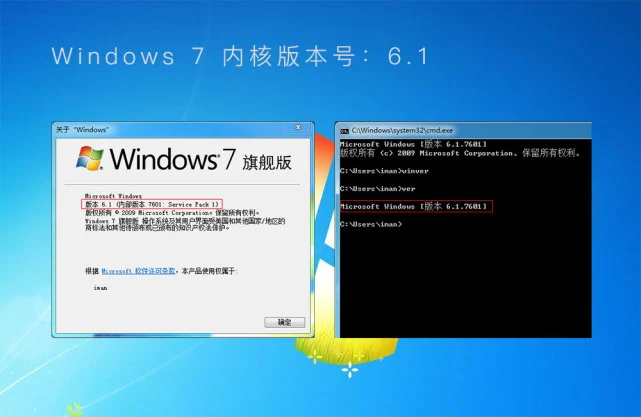 Windows 7 内核版本号：6.1
关于“Windows”
Windows 7 旗舰版
Microsoft Windows
版本 6.1 (内部版本 7601: Service Pack 1)
版权所有 © 2009 Microsoft Corporation。保留所有权利。
Windows 7 旗舰版 操作系统及其用户界面受美国和其他国家/地区的
商标法和其他待颁布或已颁布的知识产权法保护。
根据 Microsoft 软件许可条款，本产品使用权属于:
iman
确定
C:\Windows\system32\cmd.exe
Microsoft Windows [版本 6.1.7601]
版权所有 (c) 2009 Microsoft Corporation。保留所有权利。
C:\Users\iman>winver
C:\Users\iman>ver
Microsoft Windows [版本 6.1.7601]
C:\Users\iman>